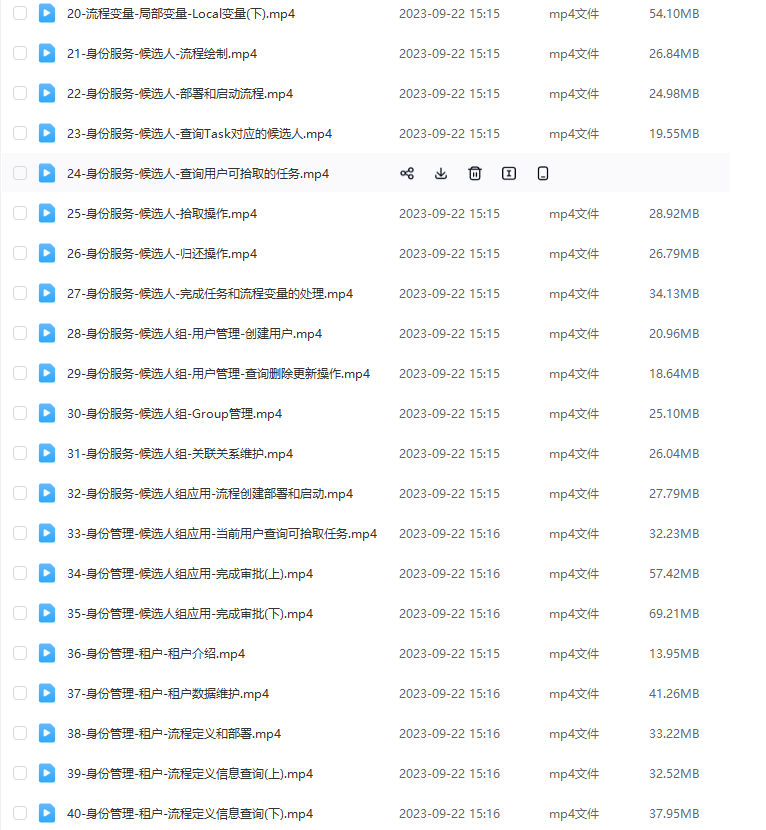 20-流程变量-局部变量-Local变量(下).mp4 2023-09-22 15:15 mp4文件 54.10MB
21-身份服务-候选人-流程绘制.mp4 2023-09-22 15:15 mp4文件 26.84MB
22-身份服务-候选人-部署和启动流程.mp4 2023-09-22 15:15 mp4文件 24.98MB
23-身份服务-候选人-查询Task对应的候选人.mp4 2023-09-22 15:15 mp4文件 19.55MB
24-身份服务-候选人-查询用户可拾取的任务.mp4
25-身份服务-候选人-拾取操作.mp4 2023-09-22 15:15 mp4文件 28.92MB
26-身份服务-候选人-归还操作.mp4 2023-09-22 15:15 mp4文件 26.79MB
27-身份服务-候选人-完成任务和流程变量的处理.mp4 2023-09-22 15:15 mp4文件 34.13MB
28-身份服务-候选人组-用户管理-创建用户.mp4 2023-09-22 15:15 mp4文件 20.96MB
29-身份服务-候选人组-用户管理-查询删除更新操作.mp4 2023-09-22 15:15 mp4文件 18.64MB
30-身份服务-候选人组-Group管理.mp4 2023-09-22 15:15 mp4文件 25.10MB
31-身份服务-候选人组-关联关系维护.mp4 2023-09-22 15:15 mp4文件 26.04MB
32-身份服务-候选人组应用-流程创建部署和启动.mp4 2023-09-22 15:15 mp4文件 27.79MB
33-身份管理-候选人组应用-当前用户查询可拾取任务.mp4 2023-09-22 15:16 mp4文件 32.23MB
34-身份管理-候选人组应用-完成审批(上).mp4 2023-09-22 15:16 mp4文件 57.42MB
35-身份管理-候选人组应用-完成审批(下).mp4 2023-09-22 15:16 mp4文件 69.21MB
36-身份管理-租户-租户介绍.mp4 2023-09-22 15:15 mp4文件 13.95MB
37-身份管理-租户-租户数据维护.mp4 2023-09-22 15:16 mp4文件 41.26MB
38-身份管理-租户-流程定义和部署.mp4 2023-09-22 15:16 mp4文件 33.22MB
39-身份管理-租户-流程定义信息查询(上).mp4 2023-09-22 15:16 mp4文件 32.52MB
40-身份管理-租户-流程定义信息查询(下).mp4 2023-09-22 15:16 mp4文件 37.95MB